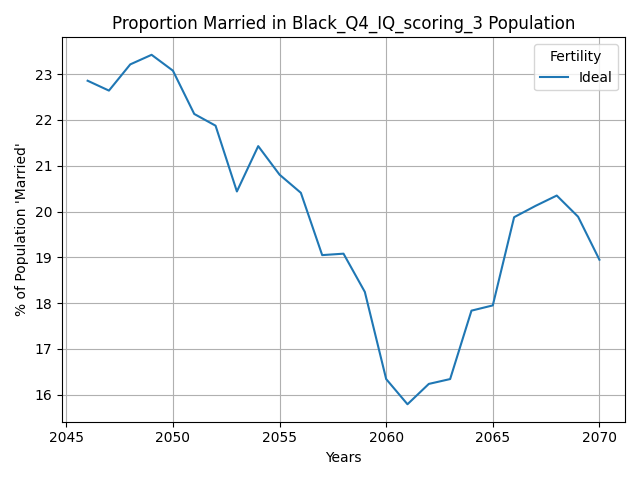 Proportion Married in Black_Q4_IQ_scoring_3 Population
Fertility
Ideal
% of Population 'Married'
23
22
21
20
19
18
17
16
2045 2050 2055 2060 2065 2070
Years